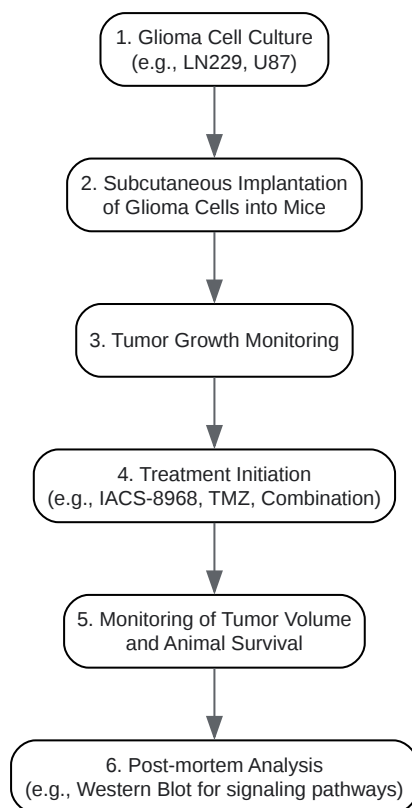 1. Glioma Cell Culture
(e.g., LN229, U87)
2. Subcutaneous Implantation
of Glioma Cells into Mice
3. Tumor Growth Monitoring
4. Treatment Initiation
(e.g., IACS-8968, TMZ, Combination)
5. Monitoring of Tumor Volume
and Animal Survival
6. Post-mortem Analysis
(e.g., Western Blot for signaling pathways)